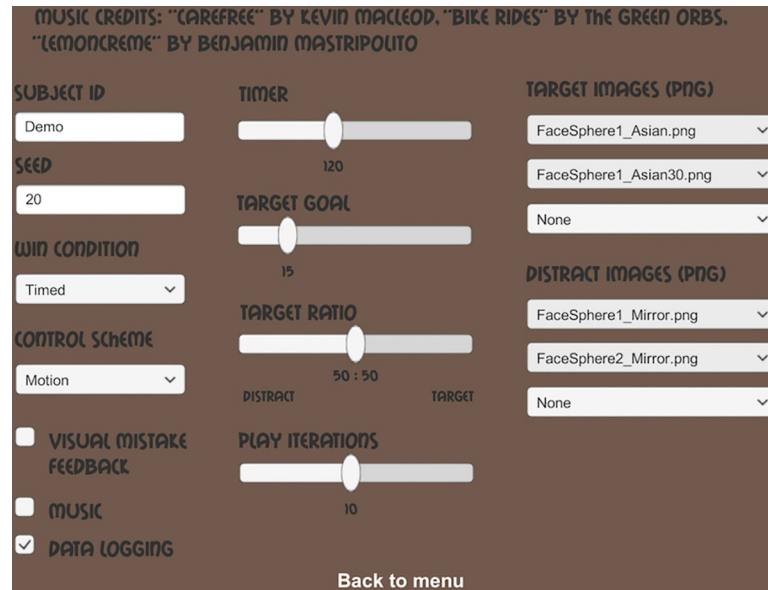 MUSIC CREDITS: "CAREFREE" BY KEVIN MACLEOD, "BIKE RIDES" BY THE GREEN ORBS,
"LEMONCREME" BY BENJAMIN MASTRIPOLITO
SUBJECT ID
Demo
SEED
20
WIN CONDITION
Timed
CONTROL SCHEME
Motion
VISUAL MISTAKE
FEEDBACK
MUSIC
DATA LOGGING
TIMER
120
TARGET GOAL
15
TARGET RATIO
50 : 50
DISTRACT TARGET
PLAY ITERATIONS
10
TARGET IMAGES (PNG)
FaceSphere1_Asian.png
FaceSphere1_Asian30.png
None
DISTRACT IMAGES (PNG)
FaceSphere1_Mirror.png
FaceSphere2_Mirror.png
None
Back to menu